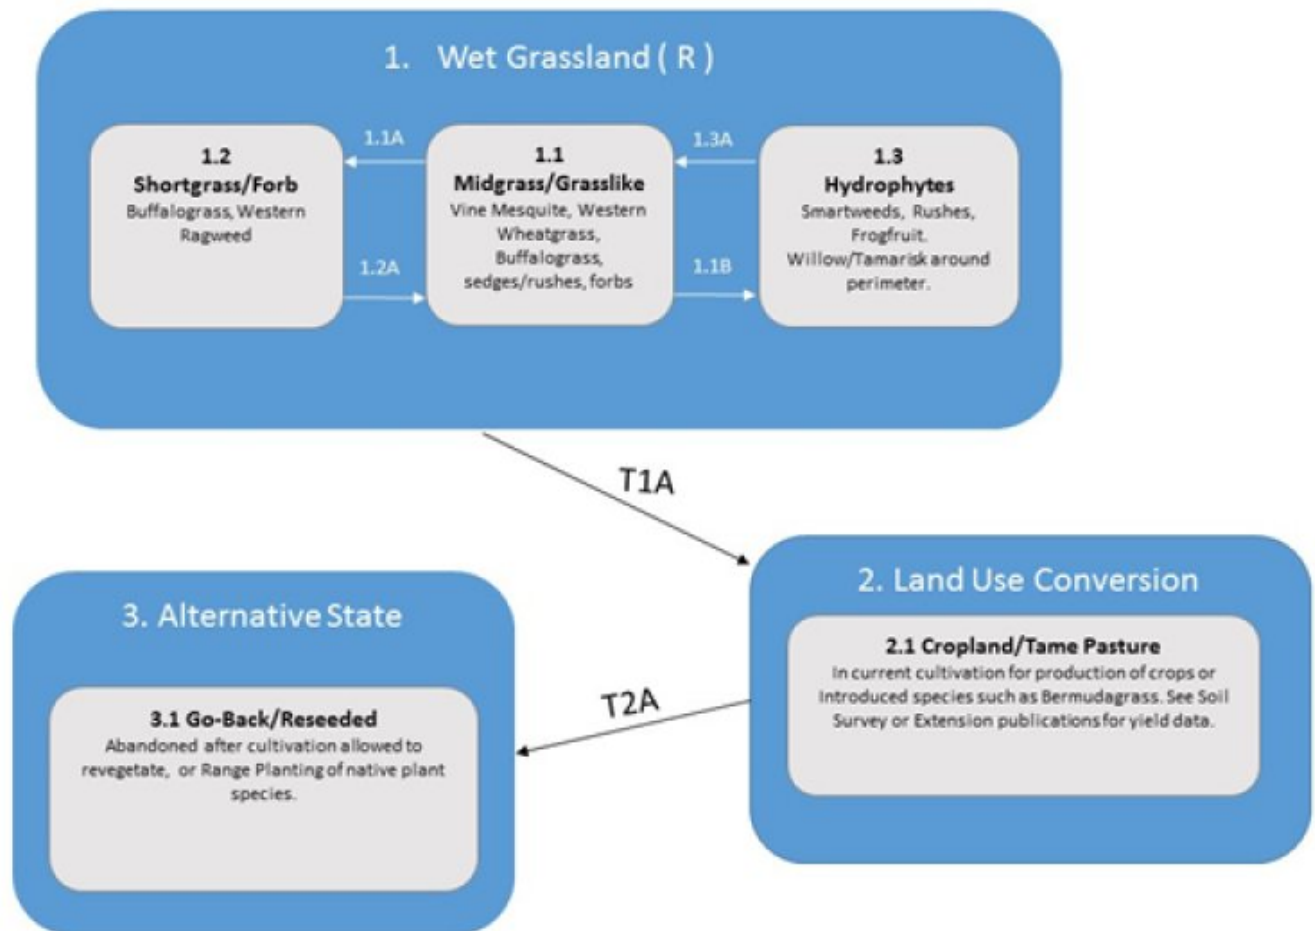 1. Wet Grassland ( R )
1.2
Shortgrass/Forb
Buffalograss, Western
Ragweed
1.1A
1.2A
1.1
Midgrass/Grasslike
Vine Mesquite, Western
Wheatgrass,
Buffalograss,
sedges/rushes, forbs
1.3A
1.1B
1.3
Hydrophytes
Smartweeds, Rushes,
Frogfruit.
Willow/Tamarisk around
perimeter.
T1A
2. Land Use Conversion
2.1 Cropland/Tame Pasture
In current cultivation for production of crops or
Introduced species such as Bermudagrass. See Soil
Survey or Extension publications for yield data.
T2A
3. Alternative State
3.1 Go-Back/Reseeded
Abandoned after cultivation allowed to
revegetate, or Range Planting of native plant
species.